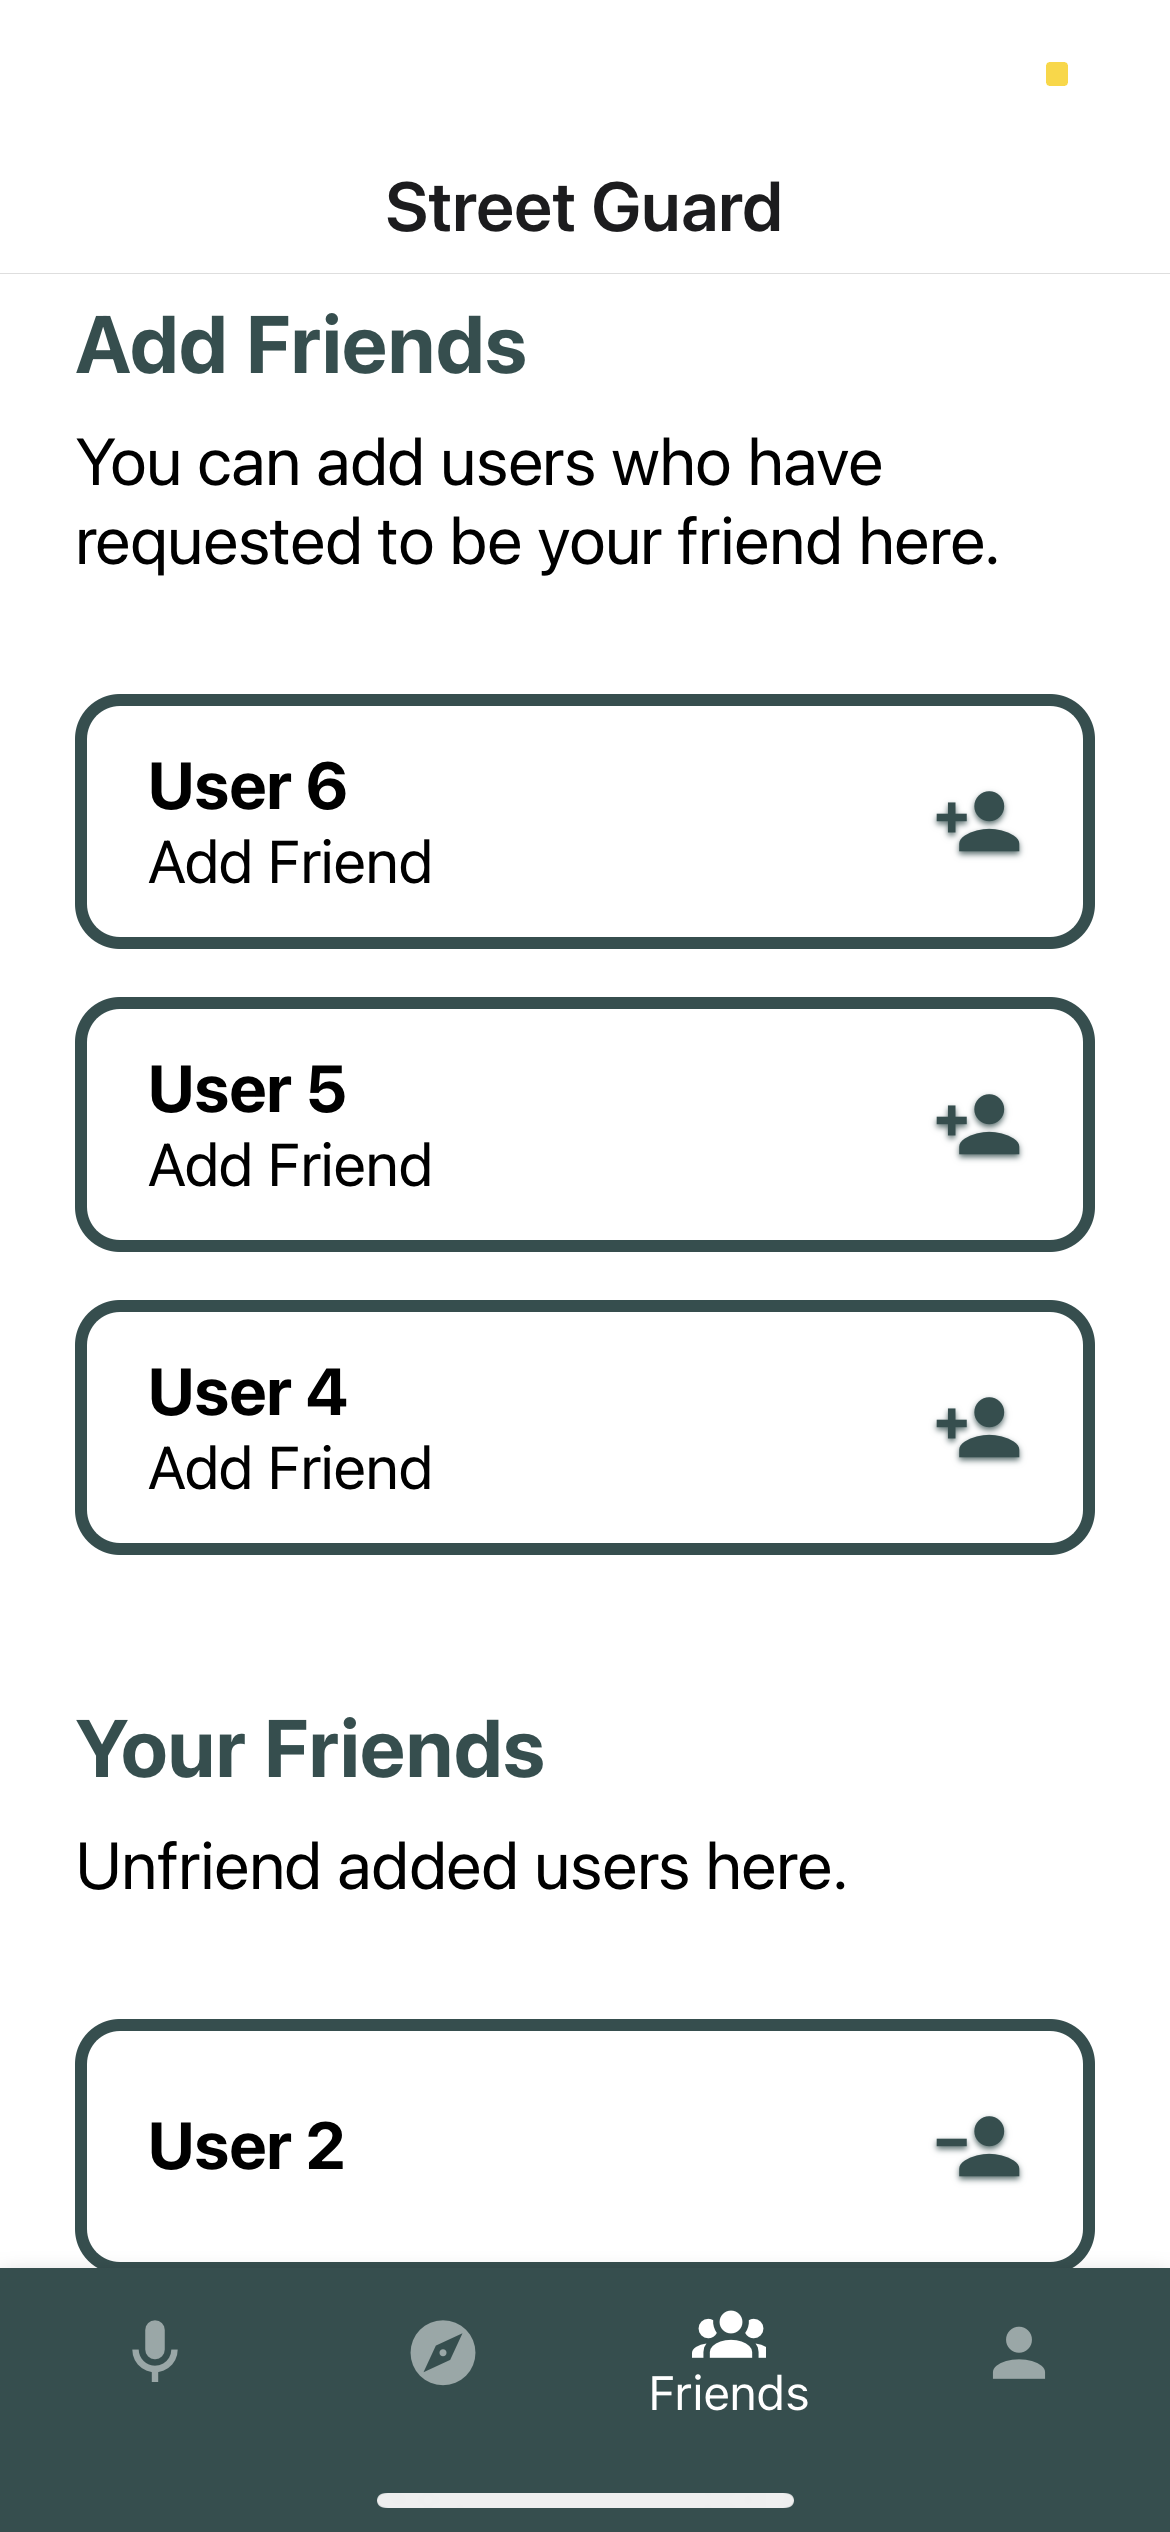 Street Guard
Add Friends
You can add users who have
requested to be your friend here.
User 6
Add Friend
User 5
Add Friend
User 4
Add Friend
Your Friends
Unfriend added users here.
User 2
Friends